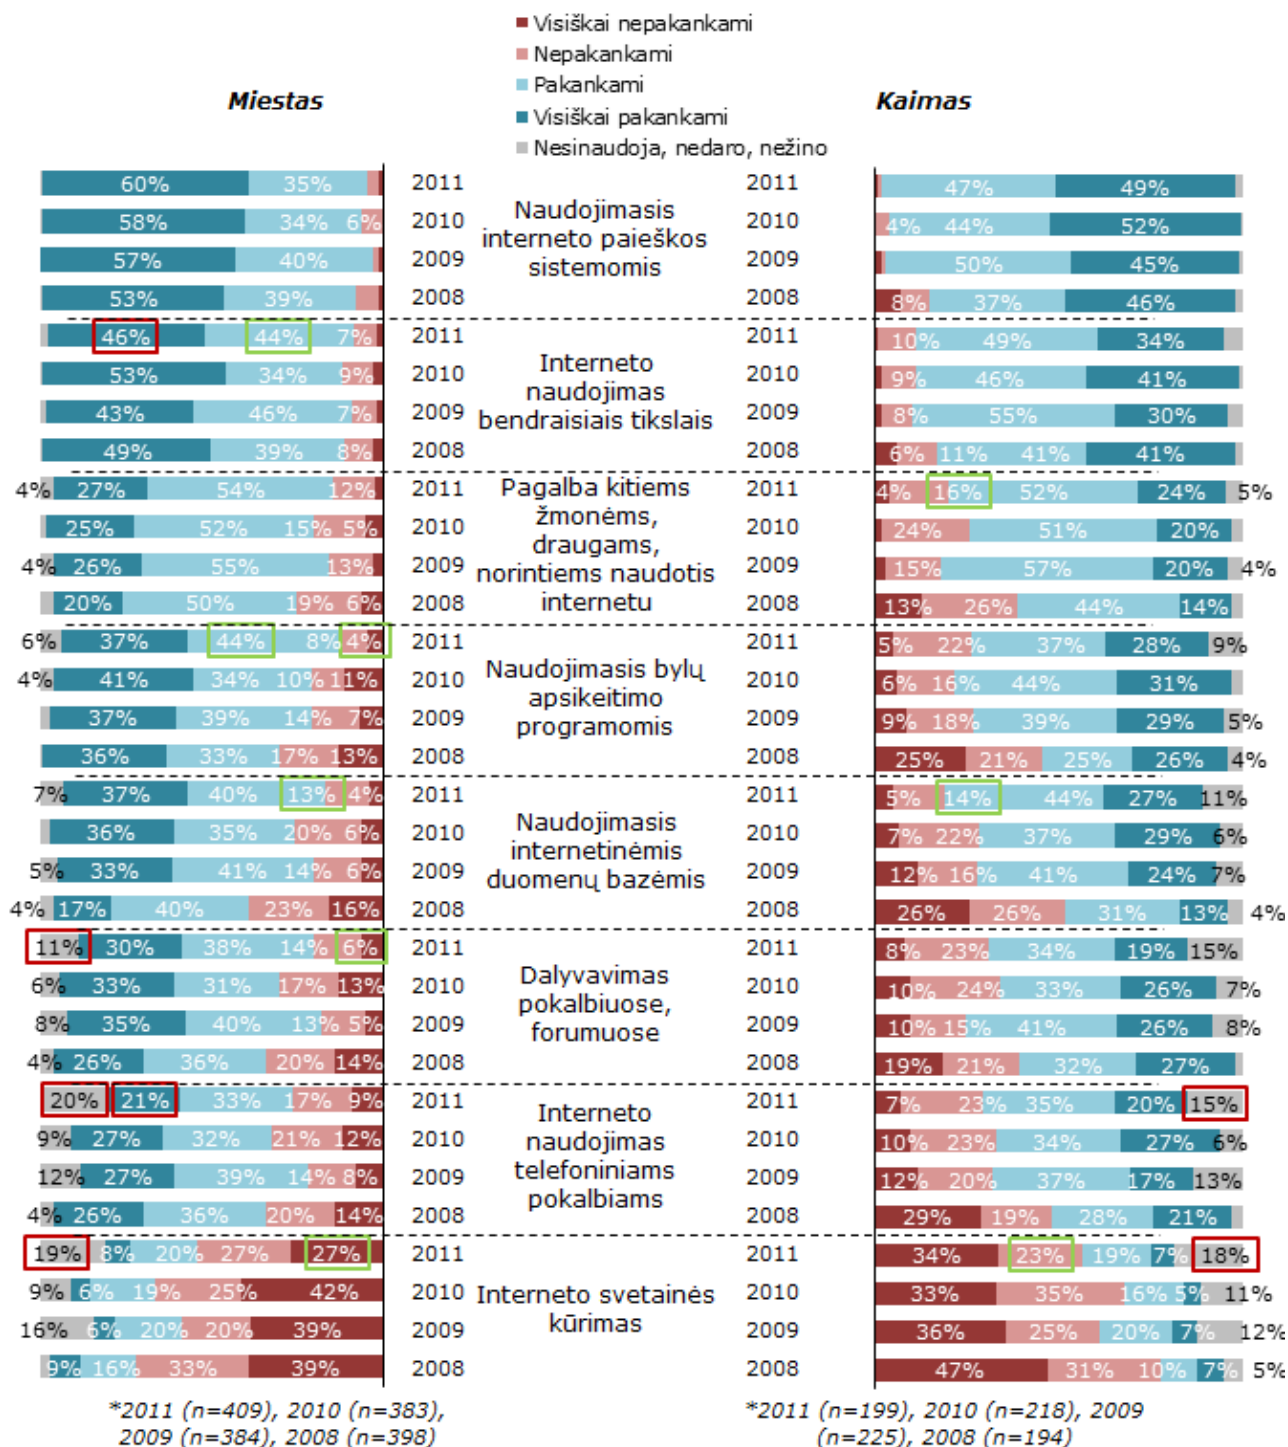 Visiškai nepakankami
Nepakankami
Pakankami
Visiškai pakankami
Nesinaudoja, nedaro, nežino
Miestas
Kaimas
60% 35% 2011 2011 47% 49%
58% 34% 6% 2010 2010 4% 44% 52%
57% 40% 2009 2009 50% 45%
53% 39% 2008 2008 8% 37% 46%
Naudojimasis
interneto paieškos
sistemomis
46% 44% 7% 2011 2011 10% 49% 34%
53% 34% 9% 2010 2010 9% 46% 41%
43% 46% 7% 2009 2009 8% 55% 30%
49% 39% 8% 2008 2008 6% 11% 41% 41%
Interneto
naudojimas
bendraisiais tikslais
4% 27% 54% 12% 2011 2011 4% 16% 52% 24% 5%
25% 52% 15% 5% 2010 2010 24% 51% 20%
4% 26% 55% 13% 2009 2009 15% 57% 20% 4%
20% 50% 19% 6% 2008 2008 13% 26% 44% 14%
Pagalba kitiems
žmonėms,
draugams,
norintiems naudotis
internetu
6% 37% 44% 8% 4% 2011 2011 5% 22% 37% 28% 9%
4% 41% 34% 10% 11% 2010 2010 6% 16% 44% 31%
37% 39% 14% 7% 2009 2009 9% 18% 39% 29% 5%
36% 33% 17% 13% 2008 2008 25% 21% 25% 26% 4%
Naudojimasis bylų
apsikeitimo
programomis
7% 37% 40% 13% 4% 2011 2011 5% 14% 44% 27% 11%
36% 35% 20% 6% 2010 2010 7% 22% 37% 29% 6%
5% 33% 41% 14% 6% 2009 2009 12% 16% 41% 24% 7%
4% 17% 40% 23% 16% 2008 2008 26% 26% 31% 13% 4%
Naudojimasis
internetinėmis
duomenų bazėmis
11% 30% 38% 14% 6% 2011 2011 8% 23% 34% 19% 15%
6% 33% 31% 17% 13% 2010 2010 10% 24% 33% 26% 7%
8% 35% 40% 13% 5% 2009 2009 10% 15% 41% 26% 8%
4% 26% 36% 20% 14% 2008 2008 19% 21% 32% 27%
Dalyvavimas
pokalbiuose,
forumuose
20% 21% 33% 17% 9% 2011 2011 7% 23% 35% 20% 15%
9% 27% 32% 21% 12% 2010 2010 10% 23% 34% 27% 6%
12% 27% 39% 14% 8% 2009 2009 12% 20% 37% 17% 13%
4% 26% 36% 20% 14% 2008 2008 29% 19% 28% 21%
Interneto
naudojimas
telefoniniams
pokalbiams
19% 8% 20% 27% 27% 2011 2011 34% 23% 19% 7% 18%
9% 6% 19% 25% 42% 2010 2010 33% 35% 16% 5% 11%
16% 6% 20% 20% 39% 2009 2009 36% 25% 20% 7% 12%
9% 16% 33% 39% 2008 2008 47% 31% 10% 7% 5%
Interneto svetainės
kūrimas
*2011 (n=409), 2010 (n=383),
2009 (n=384), 2008 (n=398)
*2011 (n=199), 2010 (n=218), 2009
(n=225), 2008 (n=194)